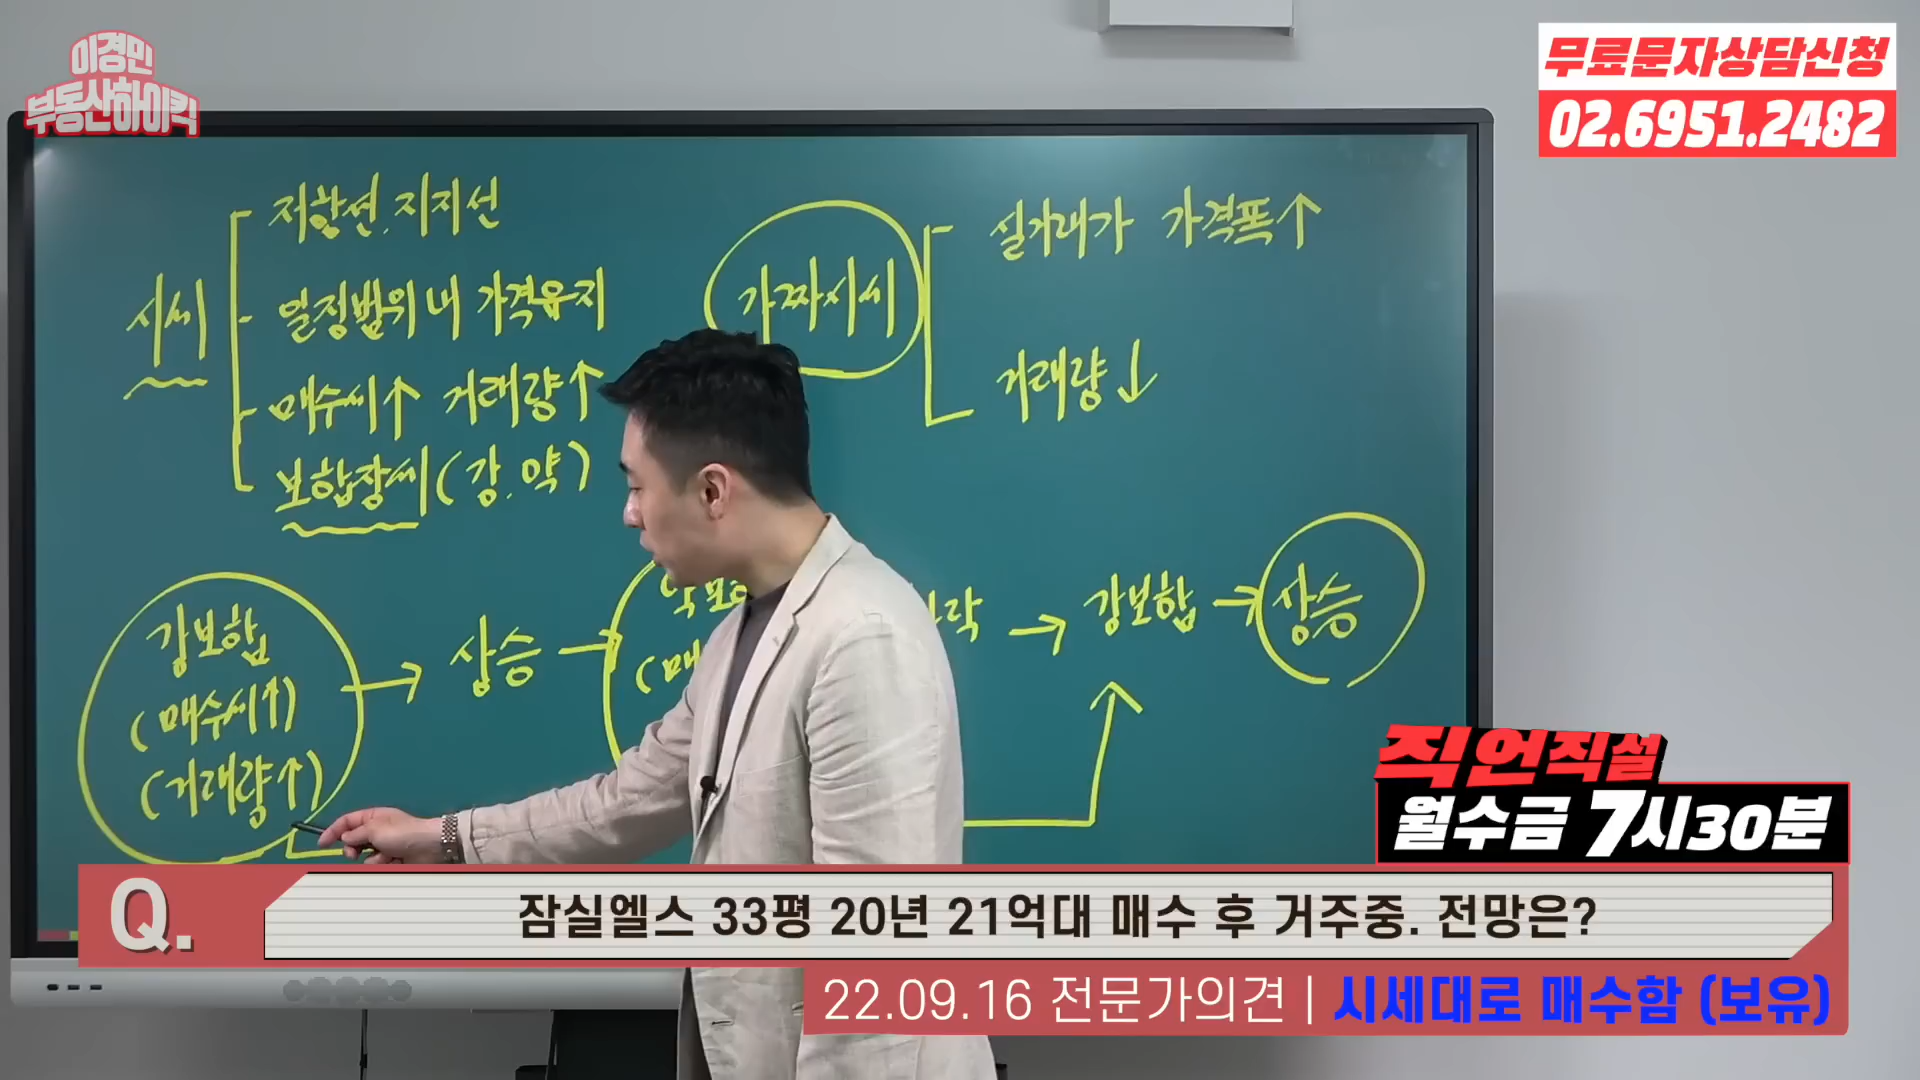 이경민
부동산하이킥
무료문자상담신청
02.6951.2482
시세
저항선, 지지선
일정범위 내 가격유지
매수세↑ 거래량↑
보합장세 (강, 약)
가짜시세
실거래가 가격폭↑
거래량↓
강보합
(매수세↑)
(거래량↑)
→ 상승 →
(매
락 → 강보합 → 상승
직언직설
월수금 7시30분
Q. 잠실엘스 33평 20년 21억대 매수 후 거주중. 전망은?
22.09.16 전문가의견 | 시세대로 매수함 (보유)